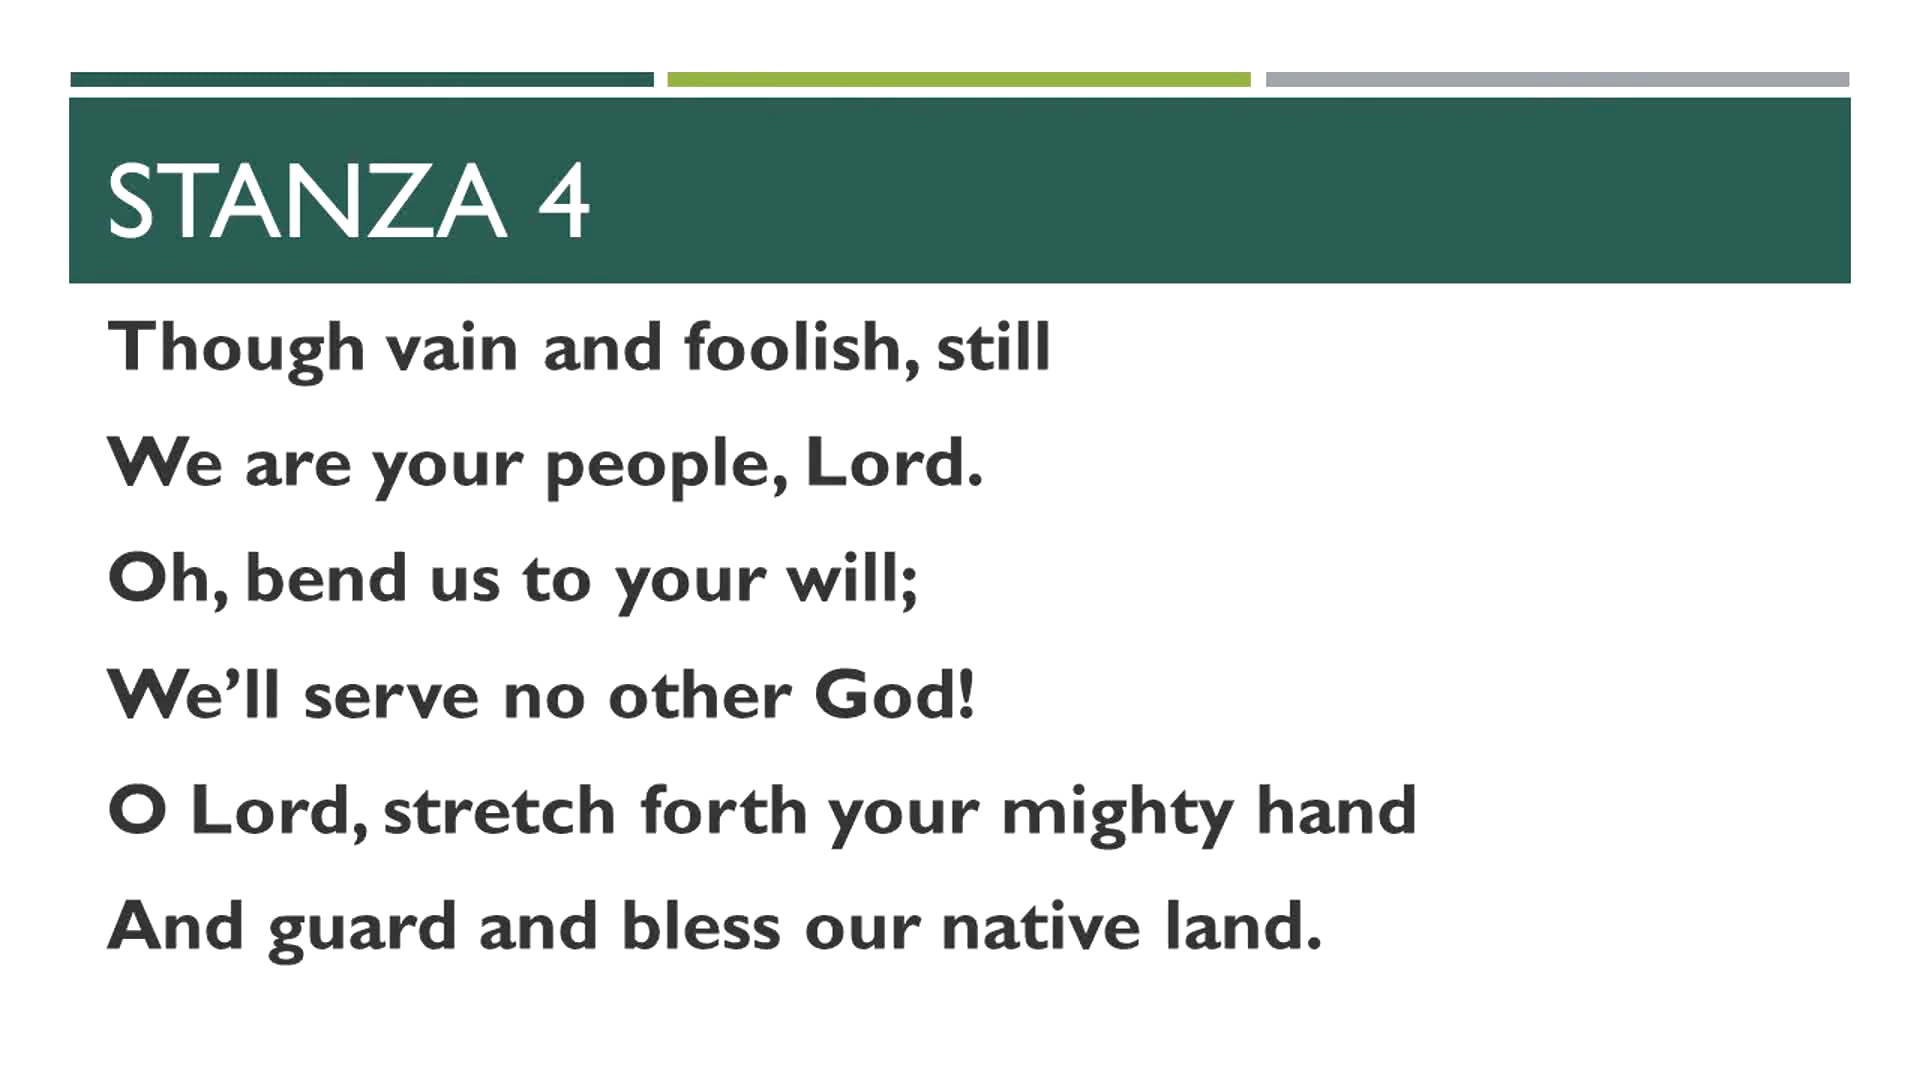 STANZA 4
Though vain and foolish, still
We are your people, Lord.
Oh, bend us to your will;
We’ll serve no other God!
O Lord, stretch forth your mighty hand
And guard and bless our native land.